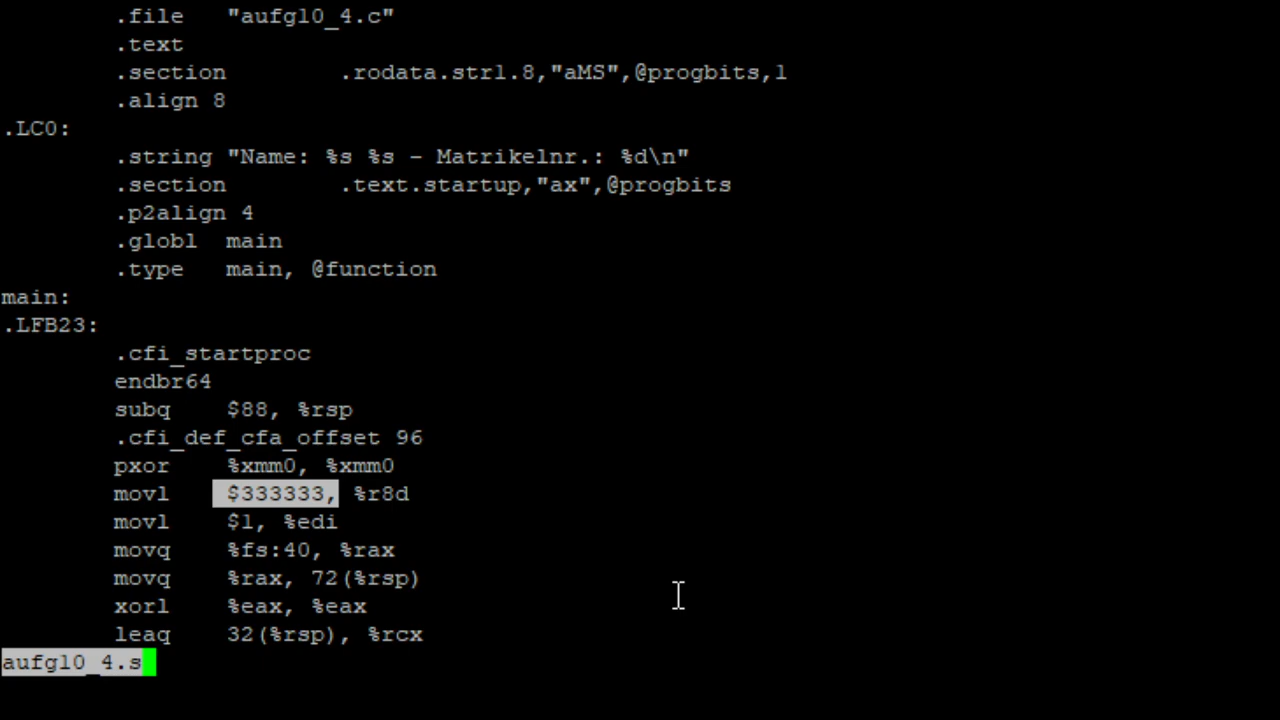 .file "aufg10_4.c"
.text
.section .rodata.str1.8,"aMS",@progbits,1
.align 8
.LC0:
.string "Name: %s %s - Matrikelnr.: %d\n"
.section .text.startup,"ax",@progbits
.p2align 4
.globl main
.type main, @function
main:
.LFB23:
.cfi_startproc
endbr64
subq $88, %rsp
.cfi_def_cfa_offset 96
pxor %xmm0, %xmm0
movl $333333, %r8d
movl $1, %edi
movq %fs:40, %rax
movq %rax, 72(%rsp)
xorl %eax, %eax
leaq 32(%rsp), %rcx
aufg10_4.s